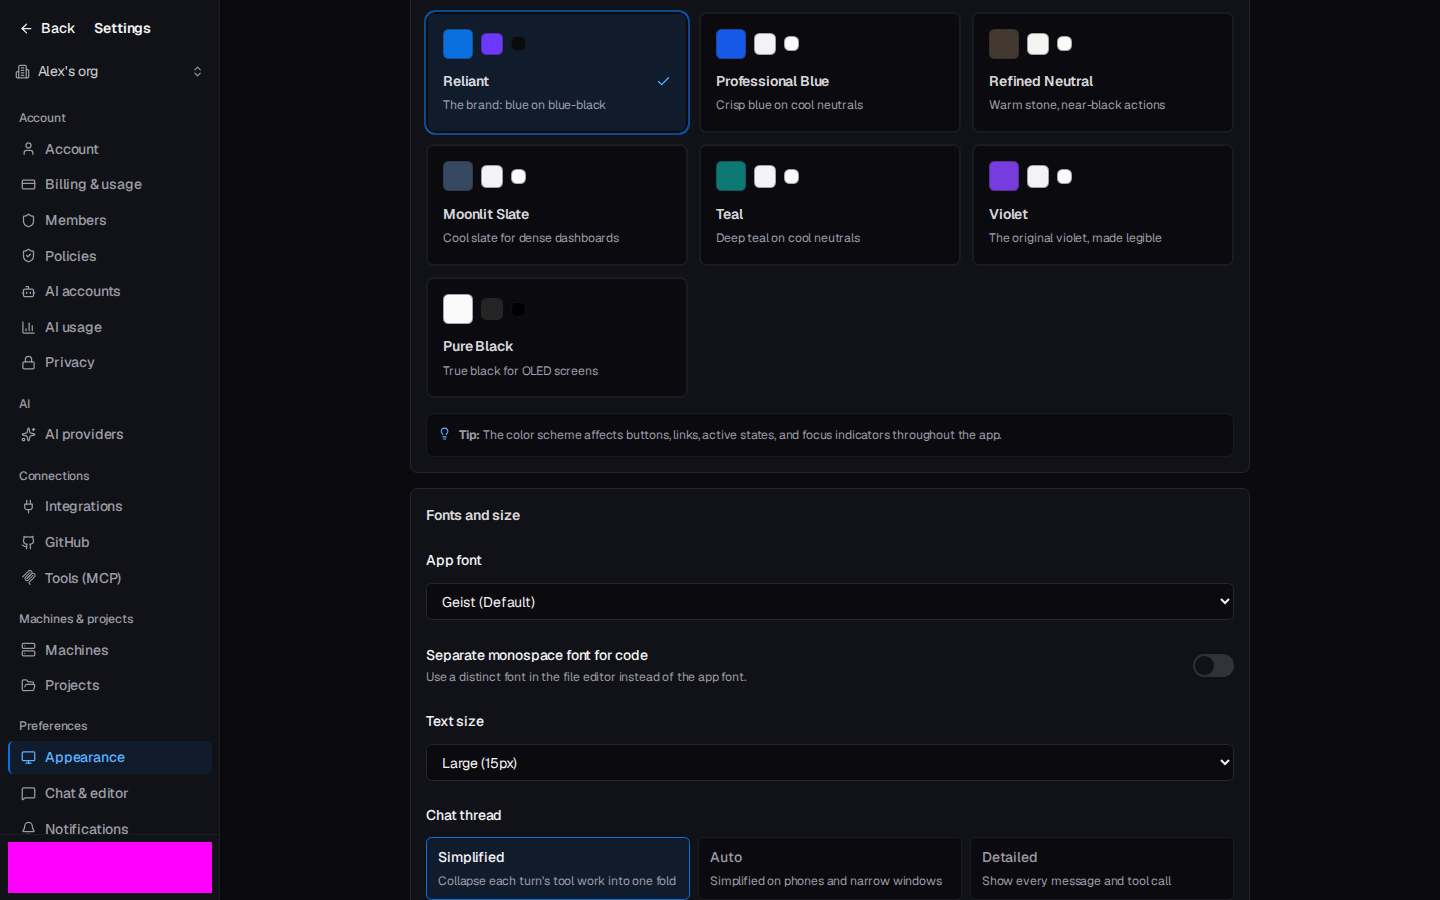 Back Settings
Alex's org
Account
Account
Billing & usage
Members
Policies
AI accounts
AI usage
Privacy
AI
AI providers
Connections
Integrations
GitHub
Tools (MCP)
Machines & projects
Machines
Projects
Preferences
Appearance
Chat & editor
Notifications
Reliant
The brand: blue on blue-black
Professional Blue
Crisp blue on cool neutrals
Refined Neutral
Warm stone, near-black actions
Moonlit Slate
Cool slate for dense dashboards
Teal
Deep teal on cool neutrals
Violet
The original violet, made legible
Pure Black
True black for OLED screens
Tip: The color scheme affects buttons, links, active states, and focus indicators throughout the app.
Fonts and size
App font
Geist (Default)
Separate monospace font for code
Use a distinct font in the file editor instead of the app font.
Text size
Large (15px)
Chat thread
Simplified
Collapse each turn's tool work into one fold
Auto
Simplified on phones and narrow windows
Detailed
Show every message and tool call